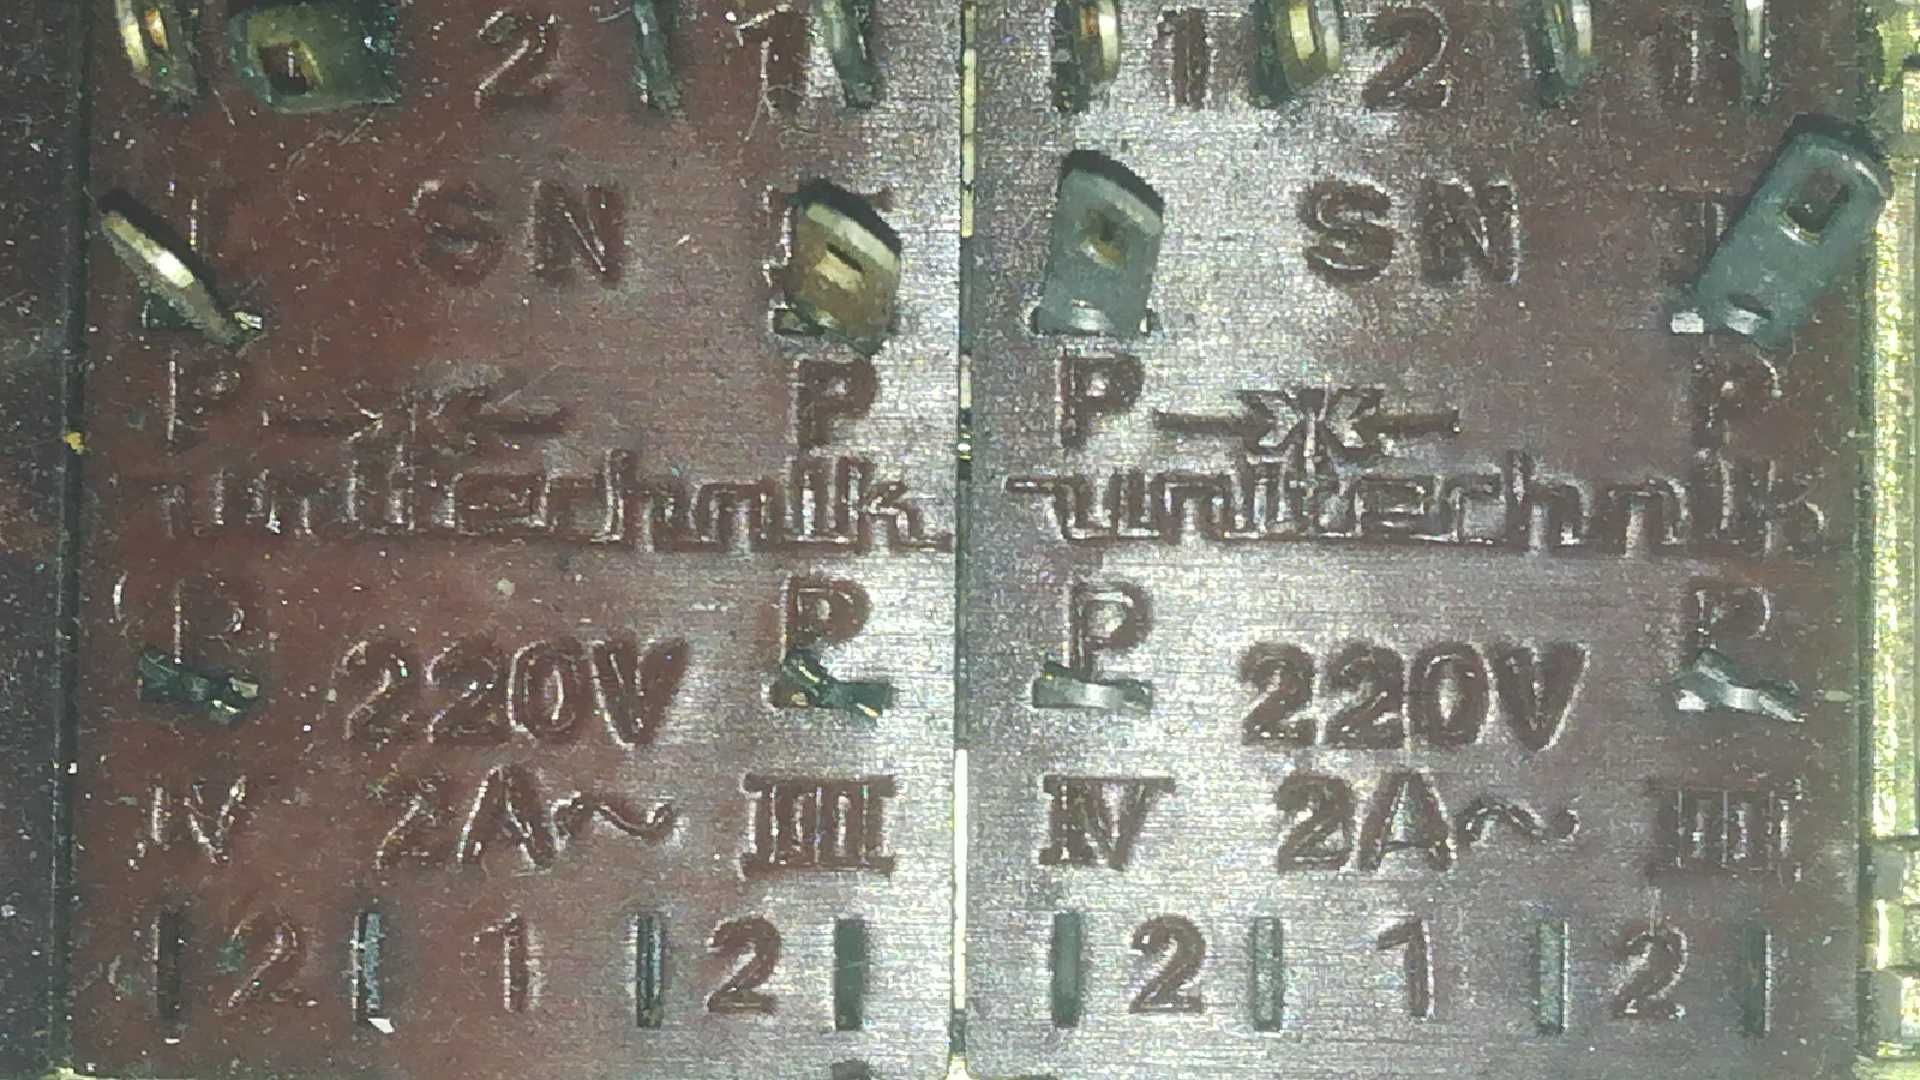 2 1 1 2 1
SN SN
P P P P
unitechnik unitechnik
P P P P
220V 220V
IV 2A~ III IV 2A~ III
2 1 2 2 1 2